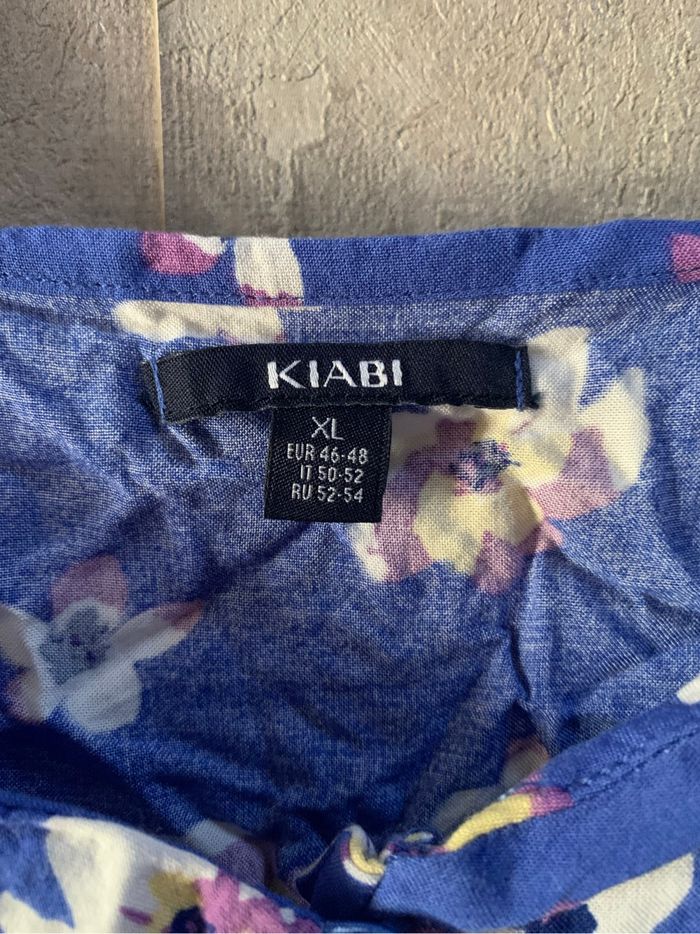 KIABI
XL
EUR 46-48
IT 50-52
RU 52-54